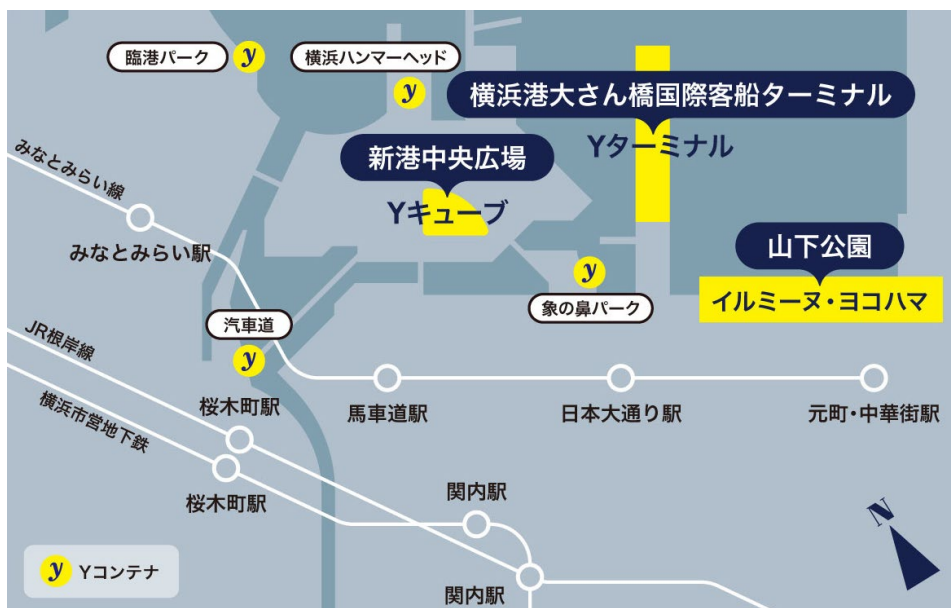 臨港パーク
y
横浜ハンマーヘッド
y
横浜港大さん橋国際客船ターミナル
Yターミナル
新港中央広場
Yキューブ
みなとみらい線
みなとみらい駅
山下公園
イルミーヌ・ヨコハマ
y
象の鼻パーク
汽車道
y
JR根岸線
桜木町駅
馬車道駅
日本大通り駅
元町・中華街駅
横浜市営地下鉄
桜木町駅
関内駅
関内駅
N
y Yコンテナ